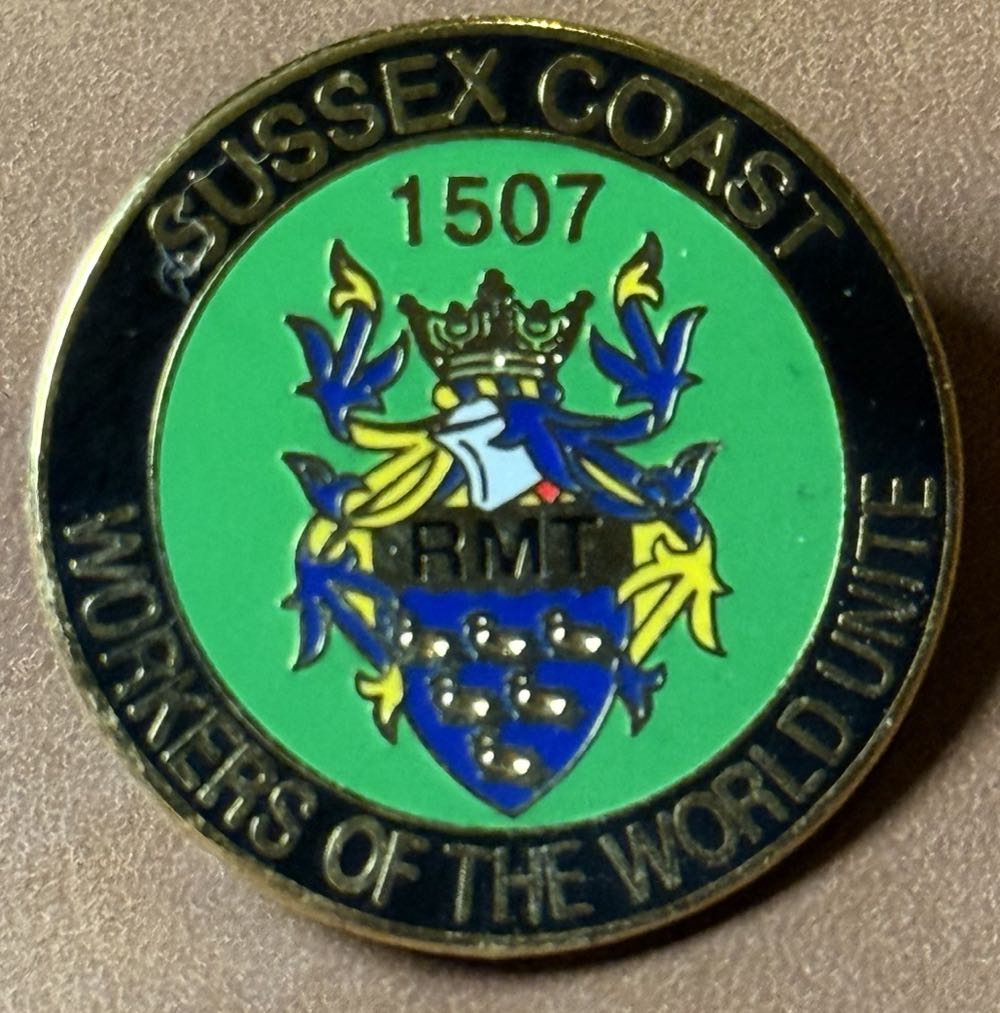 SUSSEX COAST
1507
RMT
WORKERS OF THE WORLD UNITE